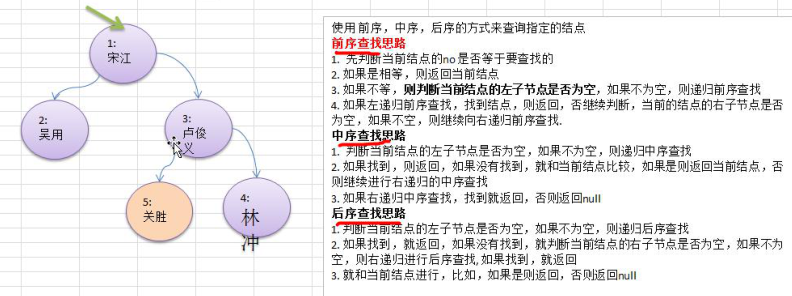 1:
宋江
2:
吴用
3:
卢俊
义
5:
关胜
4:
林
冲
使用前序，中序，后序的方式来查询指定的结点
前序查找思路
1. 先判断当前结点的no是否等于要查找的
2. 如果是相等，则返回当前结点
3. 如果不等，则判断当前结点的左子节点是否为空，如果不为空，则递归前序查找
4. 如果左递归前序查找，找到结点，则返回，否继续判断，当前的结点的右子节点是否
为空，如果不空，则继续向右递归前序查找.
中序查找思路
1. 判断当前结点的左子节点是否为空，如果不为空，则递归中序查找
2. 如果找到，则返回，如果没有找到，就和当前结点比较，如果是则返回当前结点，否
则继续进行右递归的中序查找
3. 如果右递归中序查找，找到就返回，否则返回null
后序查找思路
1. 判断当前结点的左子节点是否为空，如果不为空，则递归后序查找
2. 如果找到，就返回，如果没有找到，就判断当前结点的右子节点是否为空，如果不为
空，则右递归进行后序查找,如果找到，就返回
3. 就和当前结点进行，比如，如果是则返回，否则返回null